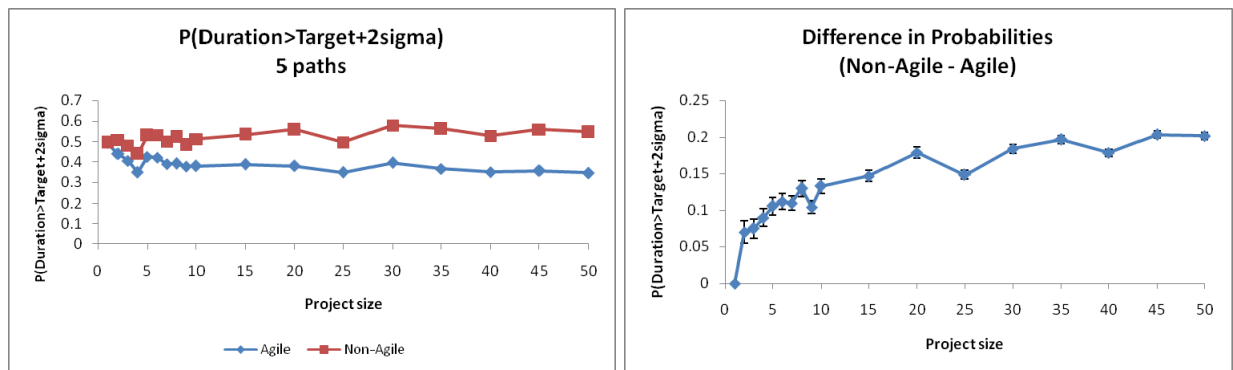 P(Duration>Target+2sigma)
5 paths
P(Duration>Target+2sigma)
0.7
0.6
0.5
0.4
0.3
0.2
0.1
0
0 5 10 15 20 25 30 35 40 45 50
Project size
Agile Non-Agile
Difference in Probabilities
(Non-Agile - Agile)
P(Duration>Target+2sigma)
0.25
0.2
0.15
0.1
0.05
0
0 5 10 15 20 25 30 35 40 45 50
Project size